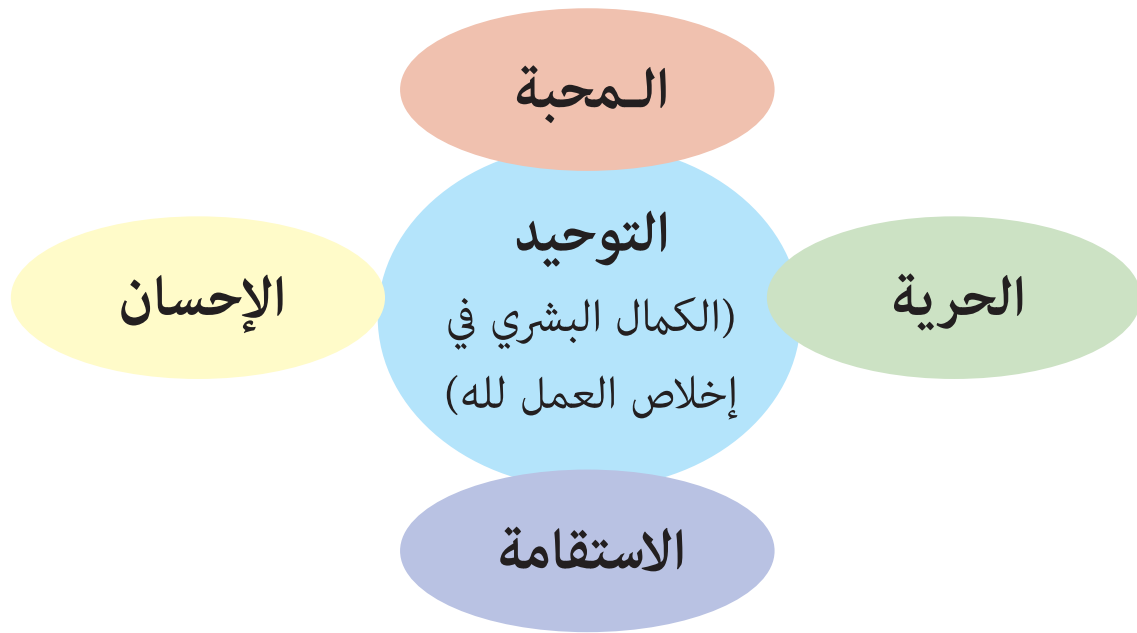 الـمحبة
التوحيد
(الكمال البشري في
إخلاص العمل لله)
الحرية
الإحسان
الاستقامة